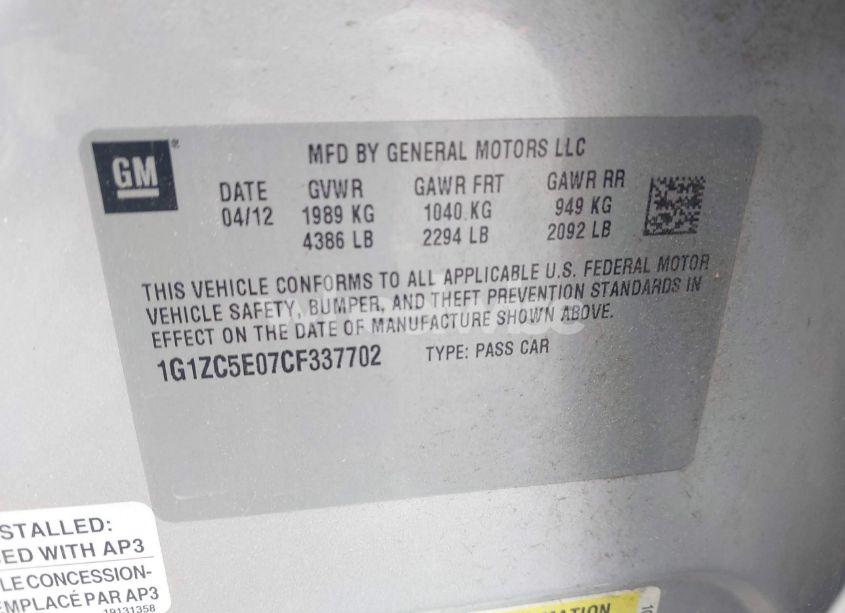 GM
MFD BY GENERAL MOTORS LLC
DATE GVWR GAWR FRT GAWR RR
04/12 1989 KG 1040 KG 949 KG
4386 LB 2294 LB 2092 LB
THIS VEHICLE CONFORMS TO ALL APPLICABLE U.S. FEDERAL MOTOR
VEHICLE SAFETY, BUMPER, AND THEFT PREVENTION STANDARDS IN
EFFECT ON THE DATE OF MANUFACTURE SHOWN ABOVE.
1G1ZC5E07CF337702 TYPE: PASS CAR
STALLED:
ED WITH AP3
LE CONCESSION-
EMPLACÉ PAR AP3
19131358